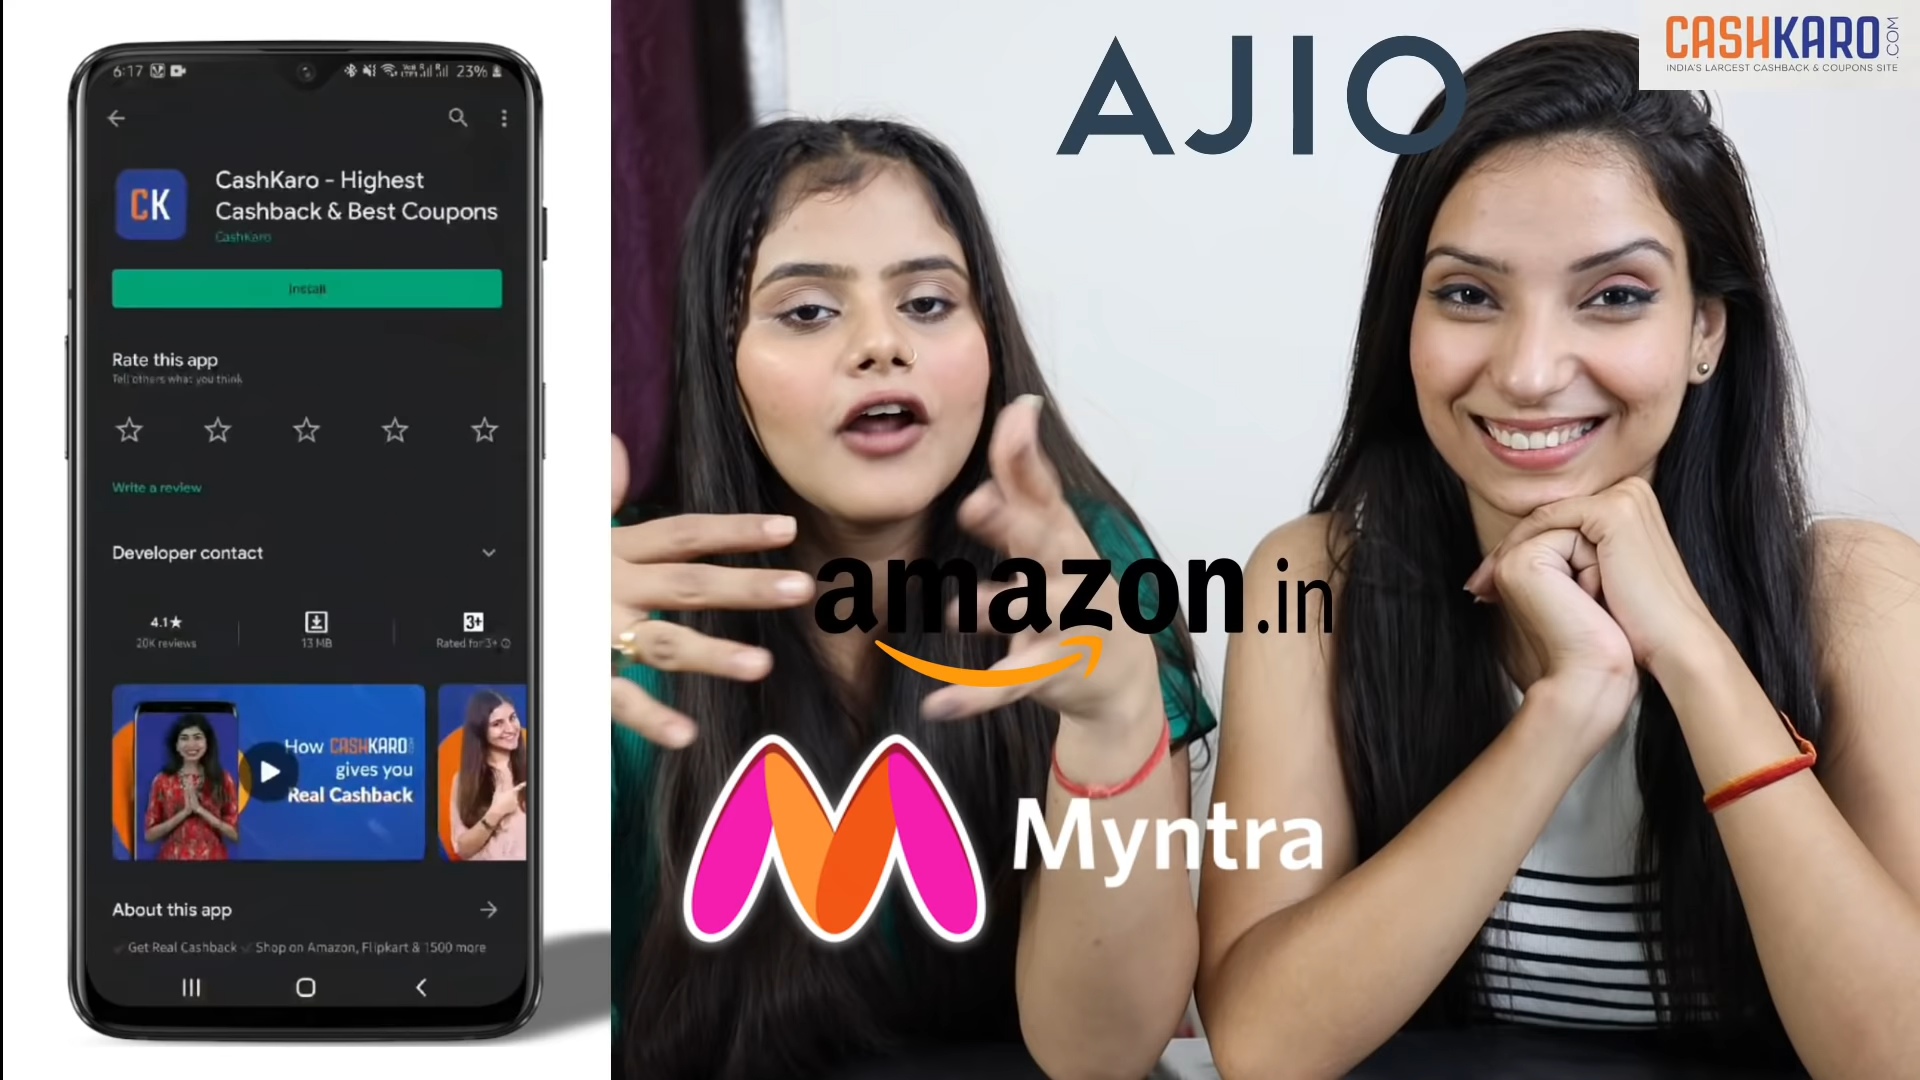 6:17
23%
CashKaro - Highest
Cashback & Best Coupons
CashKaro
Install
Rate this app
Tell others what you think
Write a review
Developer contact
4.1★
3+
20K reviews
13 MB
Rated for 3+
How CASHKARO
gives you
Real Cashback
About this app
✓ Get Real Cashback ✓ Shop on Amazon, Flipkart & 1500 more
AJIO
CASHKARO.COM
INDIA'S LARGEST CASHBACK & COUPONS SITE
amazon.in
Myntra